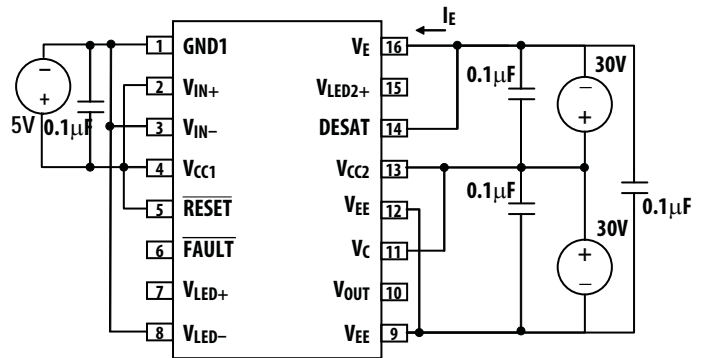 I_E
1 GND1
2 V_IN+
3 V_IN–
4 V_CC1
5 RESET
6 FAULT
7 V_LED+
8 V_LED–
V_E 16
V_LED2+ 15
DESAT 14
V_CC2 13
V_EE 12
V_C 11
V_OUT 10
V_EE 9
–
+
5V
0.1µF
0.1µF
30V
–
+
0.1µF
0.1µF
30V
+
–